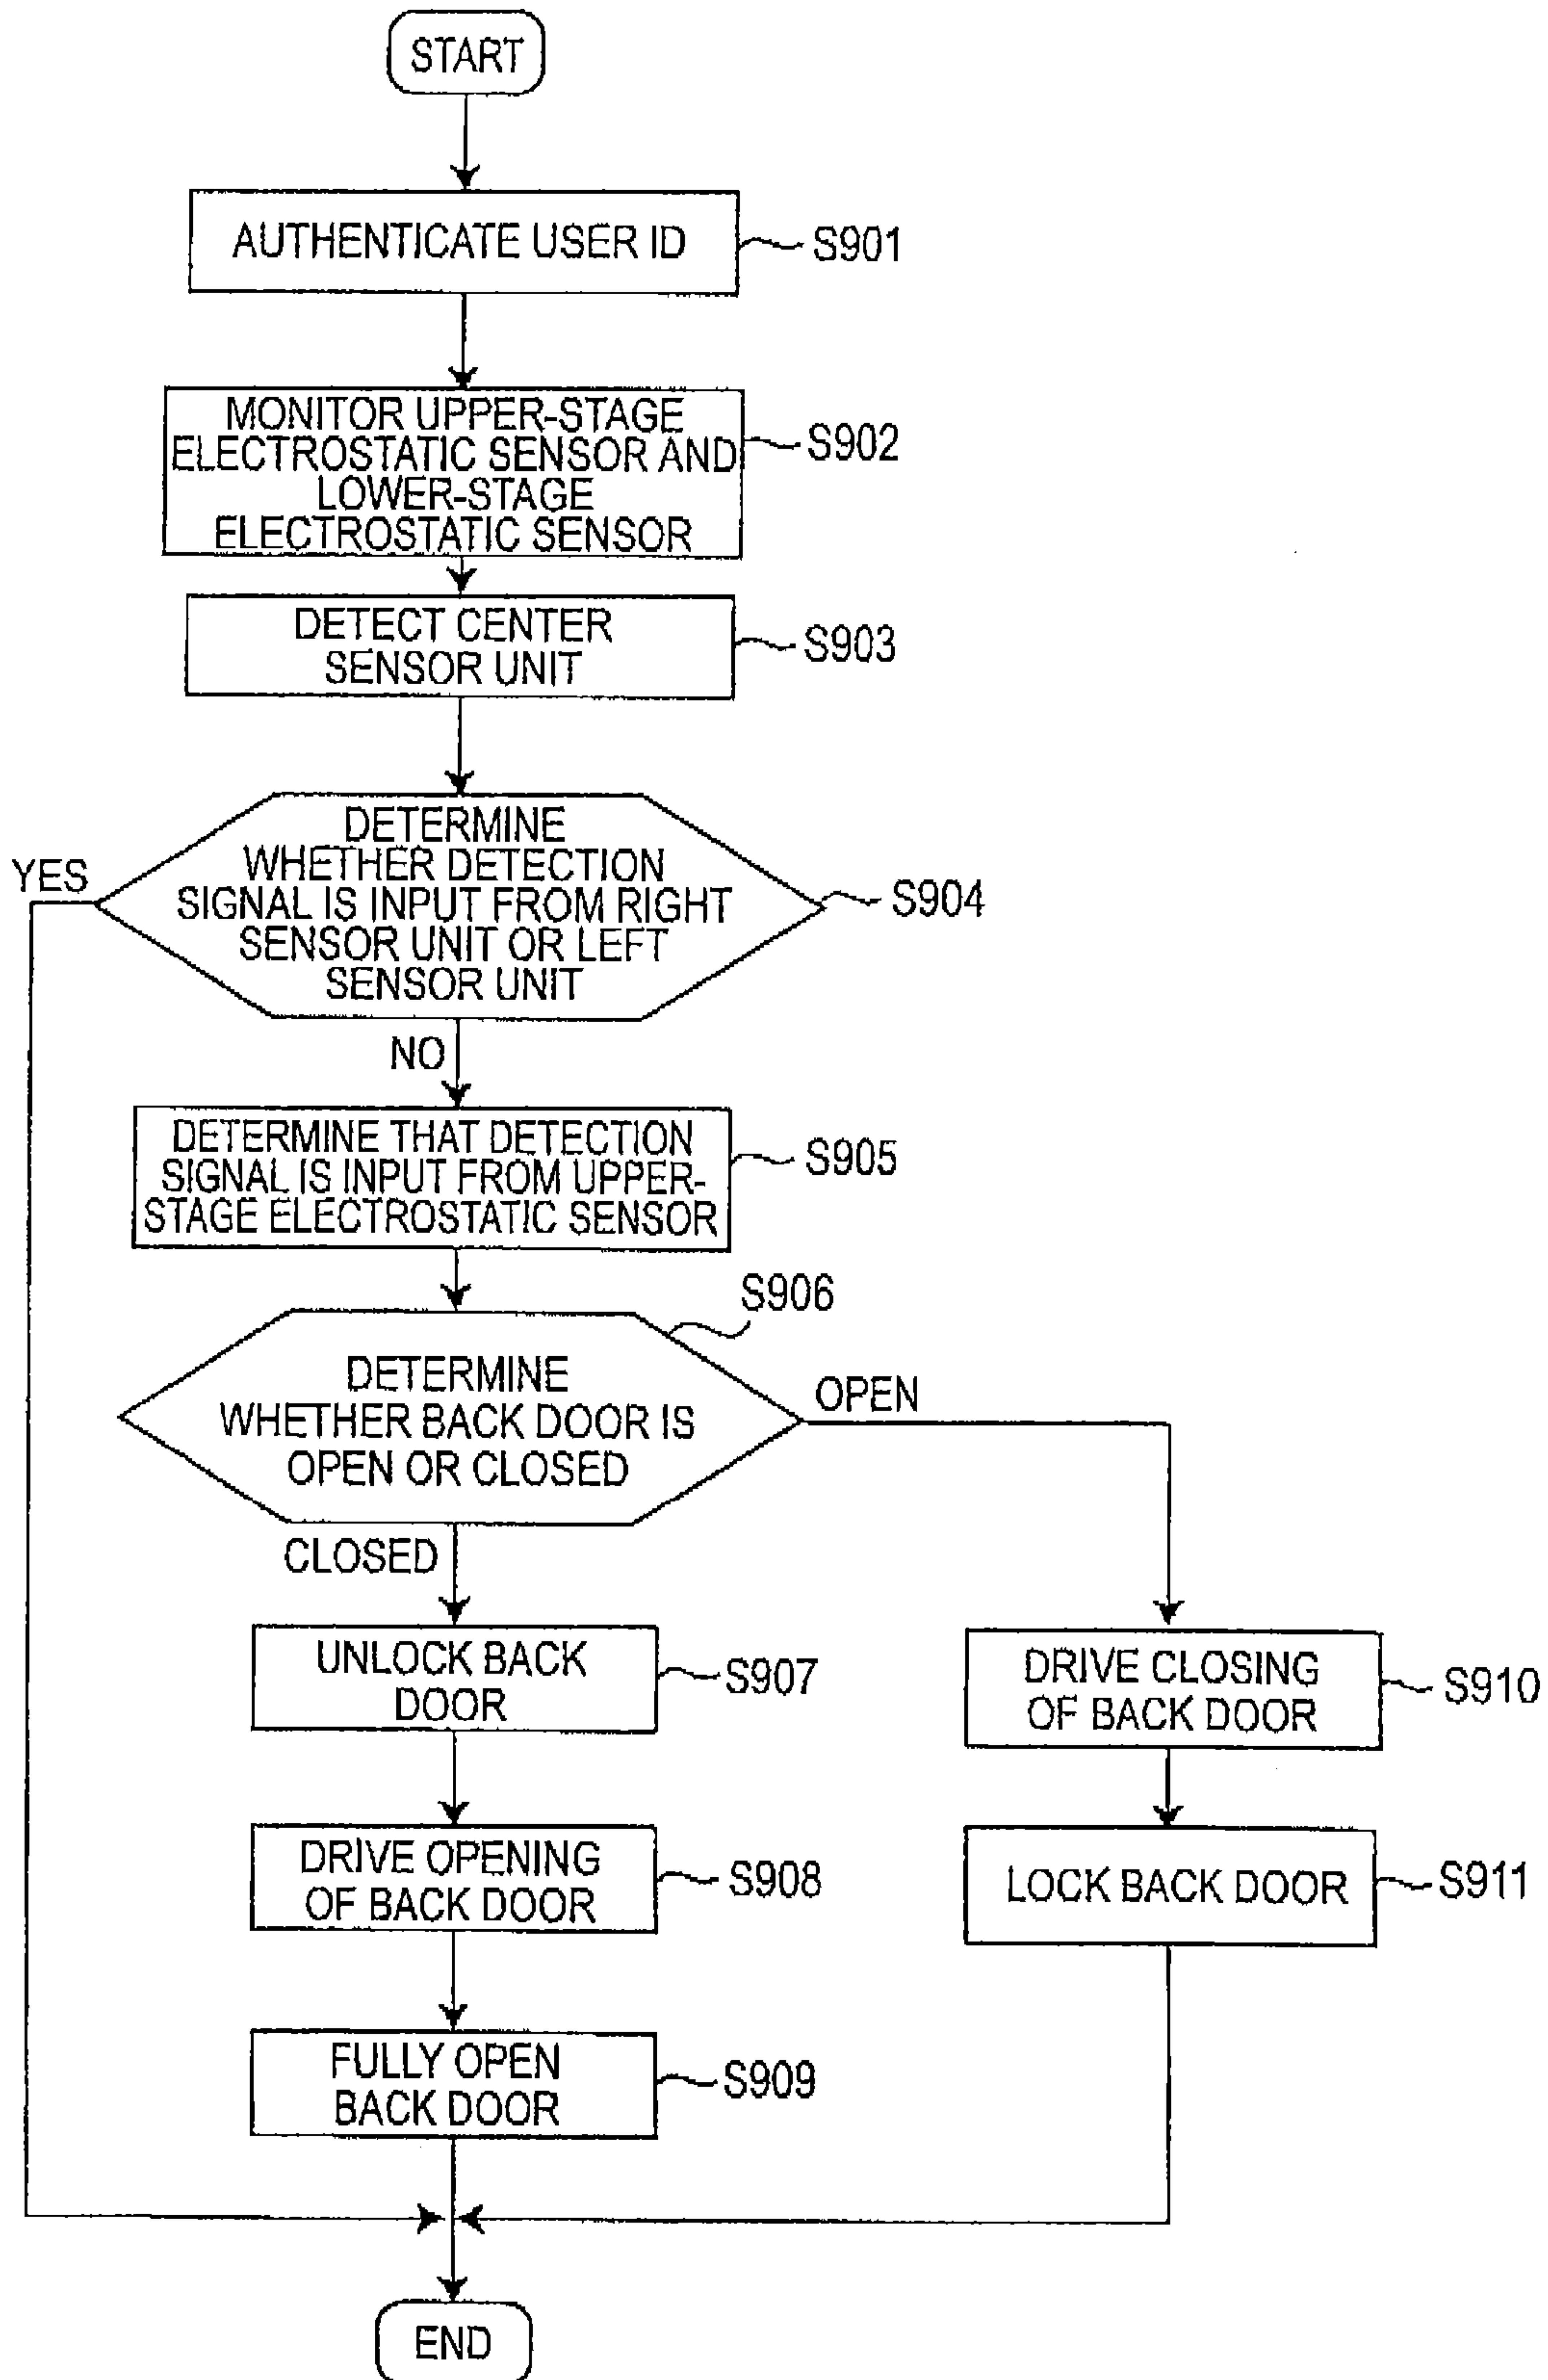 START
AUTHENTICATE USER ID
S901
MONITOR UPPER-STAGE
ELECTROSTATIC SENSOR AND
LOWER-STAGE
ELECTROSTATIC SENSOR
S902
DETECT CENTER
SENSOR UNIT
S903
DETERMINE
WHETHER DETECTION
SIGNAL IS INPUT FROM RIGHT
SENSOR UNIT OR LEFT
SENSOR UNIT
S904
YES
NO
DETERMINE THAT DETECTION
SIGNAL IS INPUT FROM UPPER-
STAGE ELECTROSTATIC SENSOR
S905
S906
DETERMINE
WHETHER BACK DOOR IS
OPEN OR CLOSED
OPEN
CLOSED
UNLOCK BACK
DOOR
S907
DRIVE CLOSING
OF BACK DOOR
S910
DRIVE OPENING
OF BACK DOOR
S908
LOCK BACK DOOR
S911
FULLY OPEN
BACK DOOR
S909
END